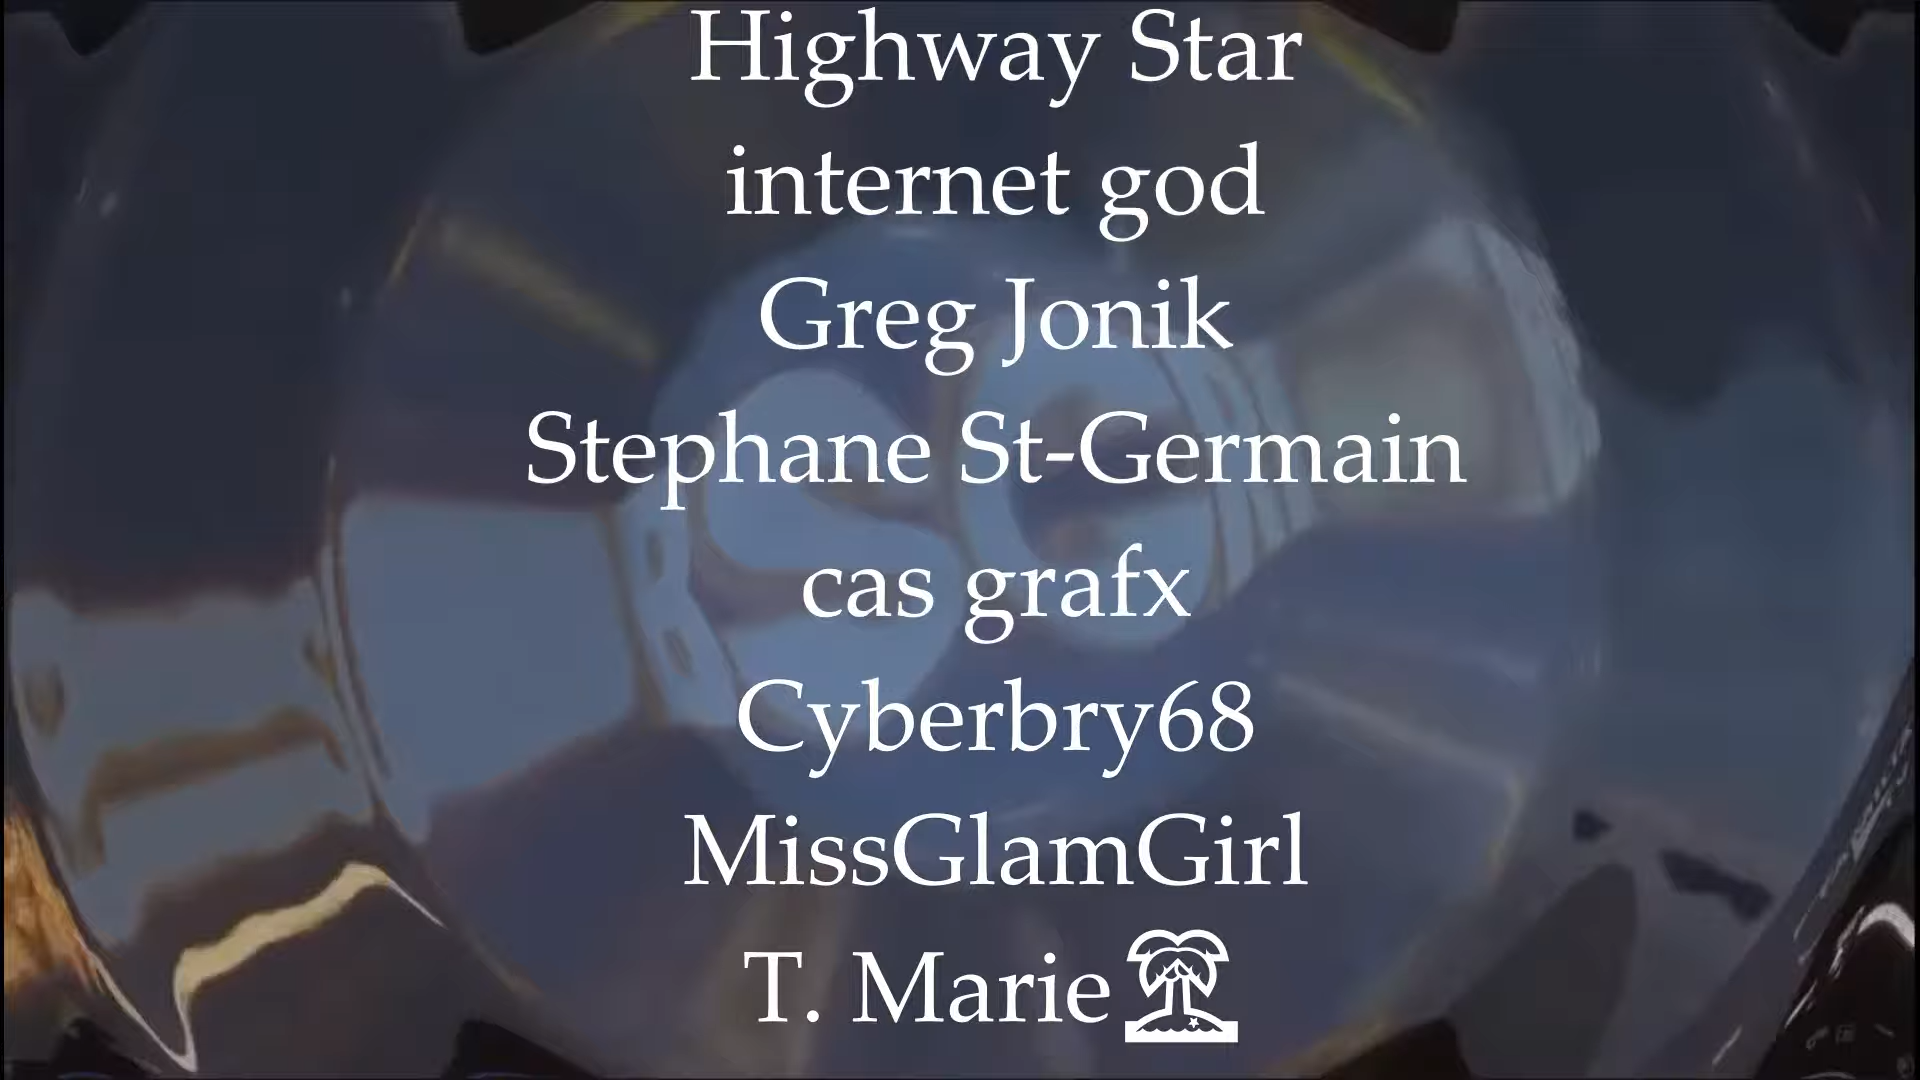 Highway Star
internet god
Greg Jonik
Stephane St-Germain
cas grafx
Cyberbry68
MissGlamGirl
T. Marie🏝